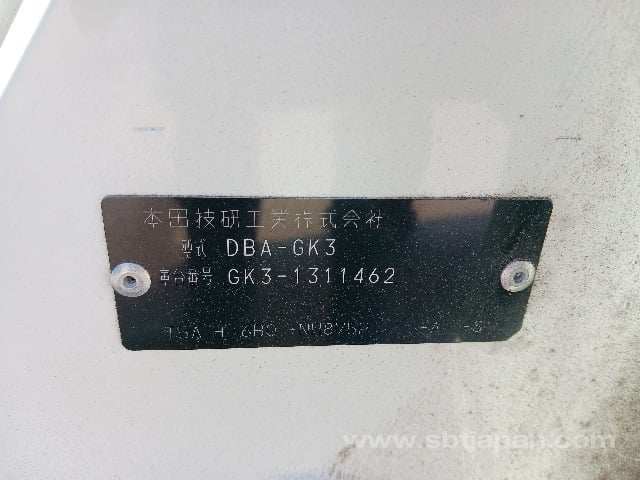 本田技研工業株式会社
型式 DBA-GK3
車台番号 GK3-1311462
www.sbtjapan.com